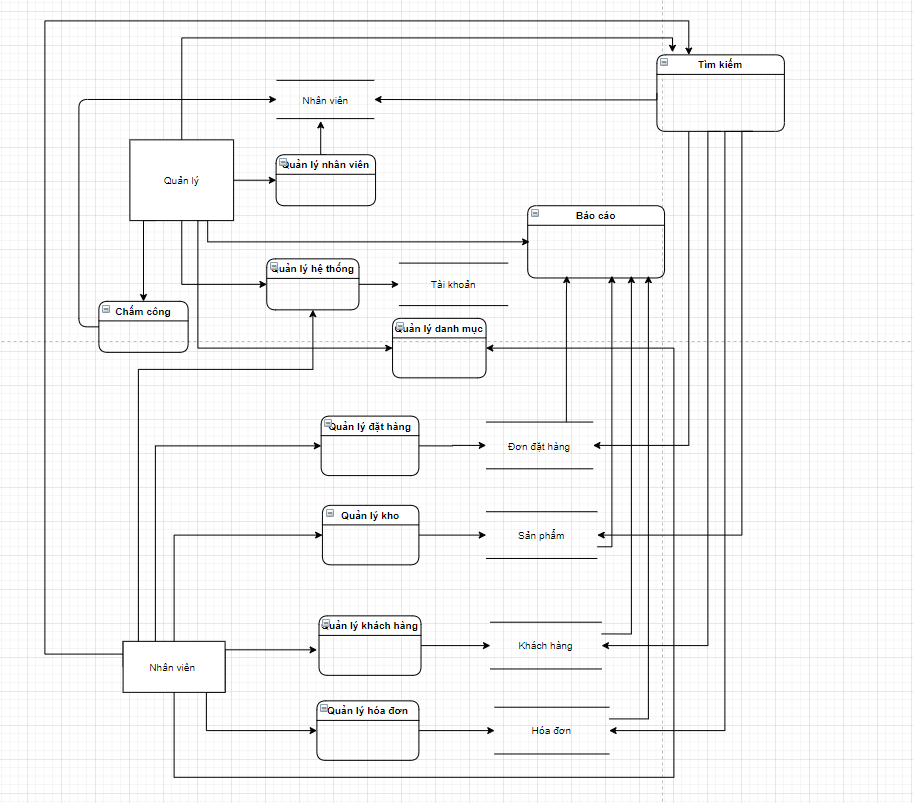 Tìm kiếm
Nhân viên
Quản lý nhân viên
Quản lý
Báo cáo
Quản lý hệ thống
Tài khoản
Chấm công
Quản lý danh mục
Quản lý đặt hàng
Đơn đặt hàng
Quản lý kho
Sản phẩm
Quản lý khách hàng
Khách hàng
Nhân viên
Quản lý hóa đơn
Hóa đơn